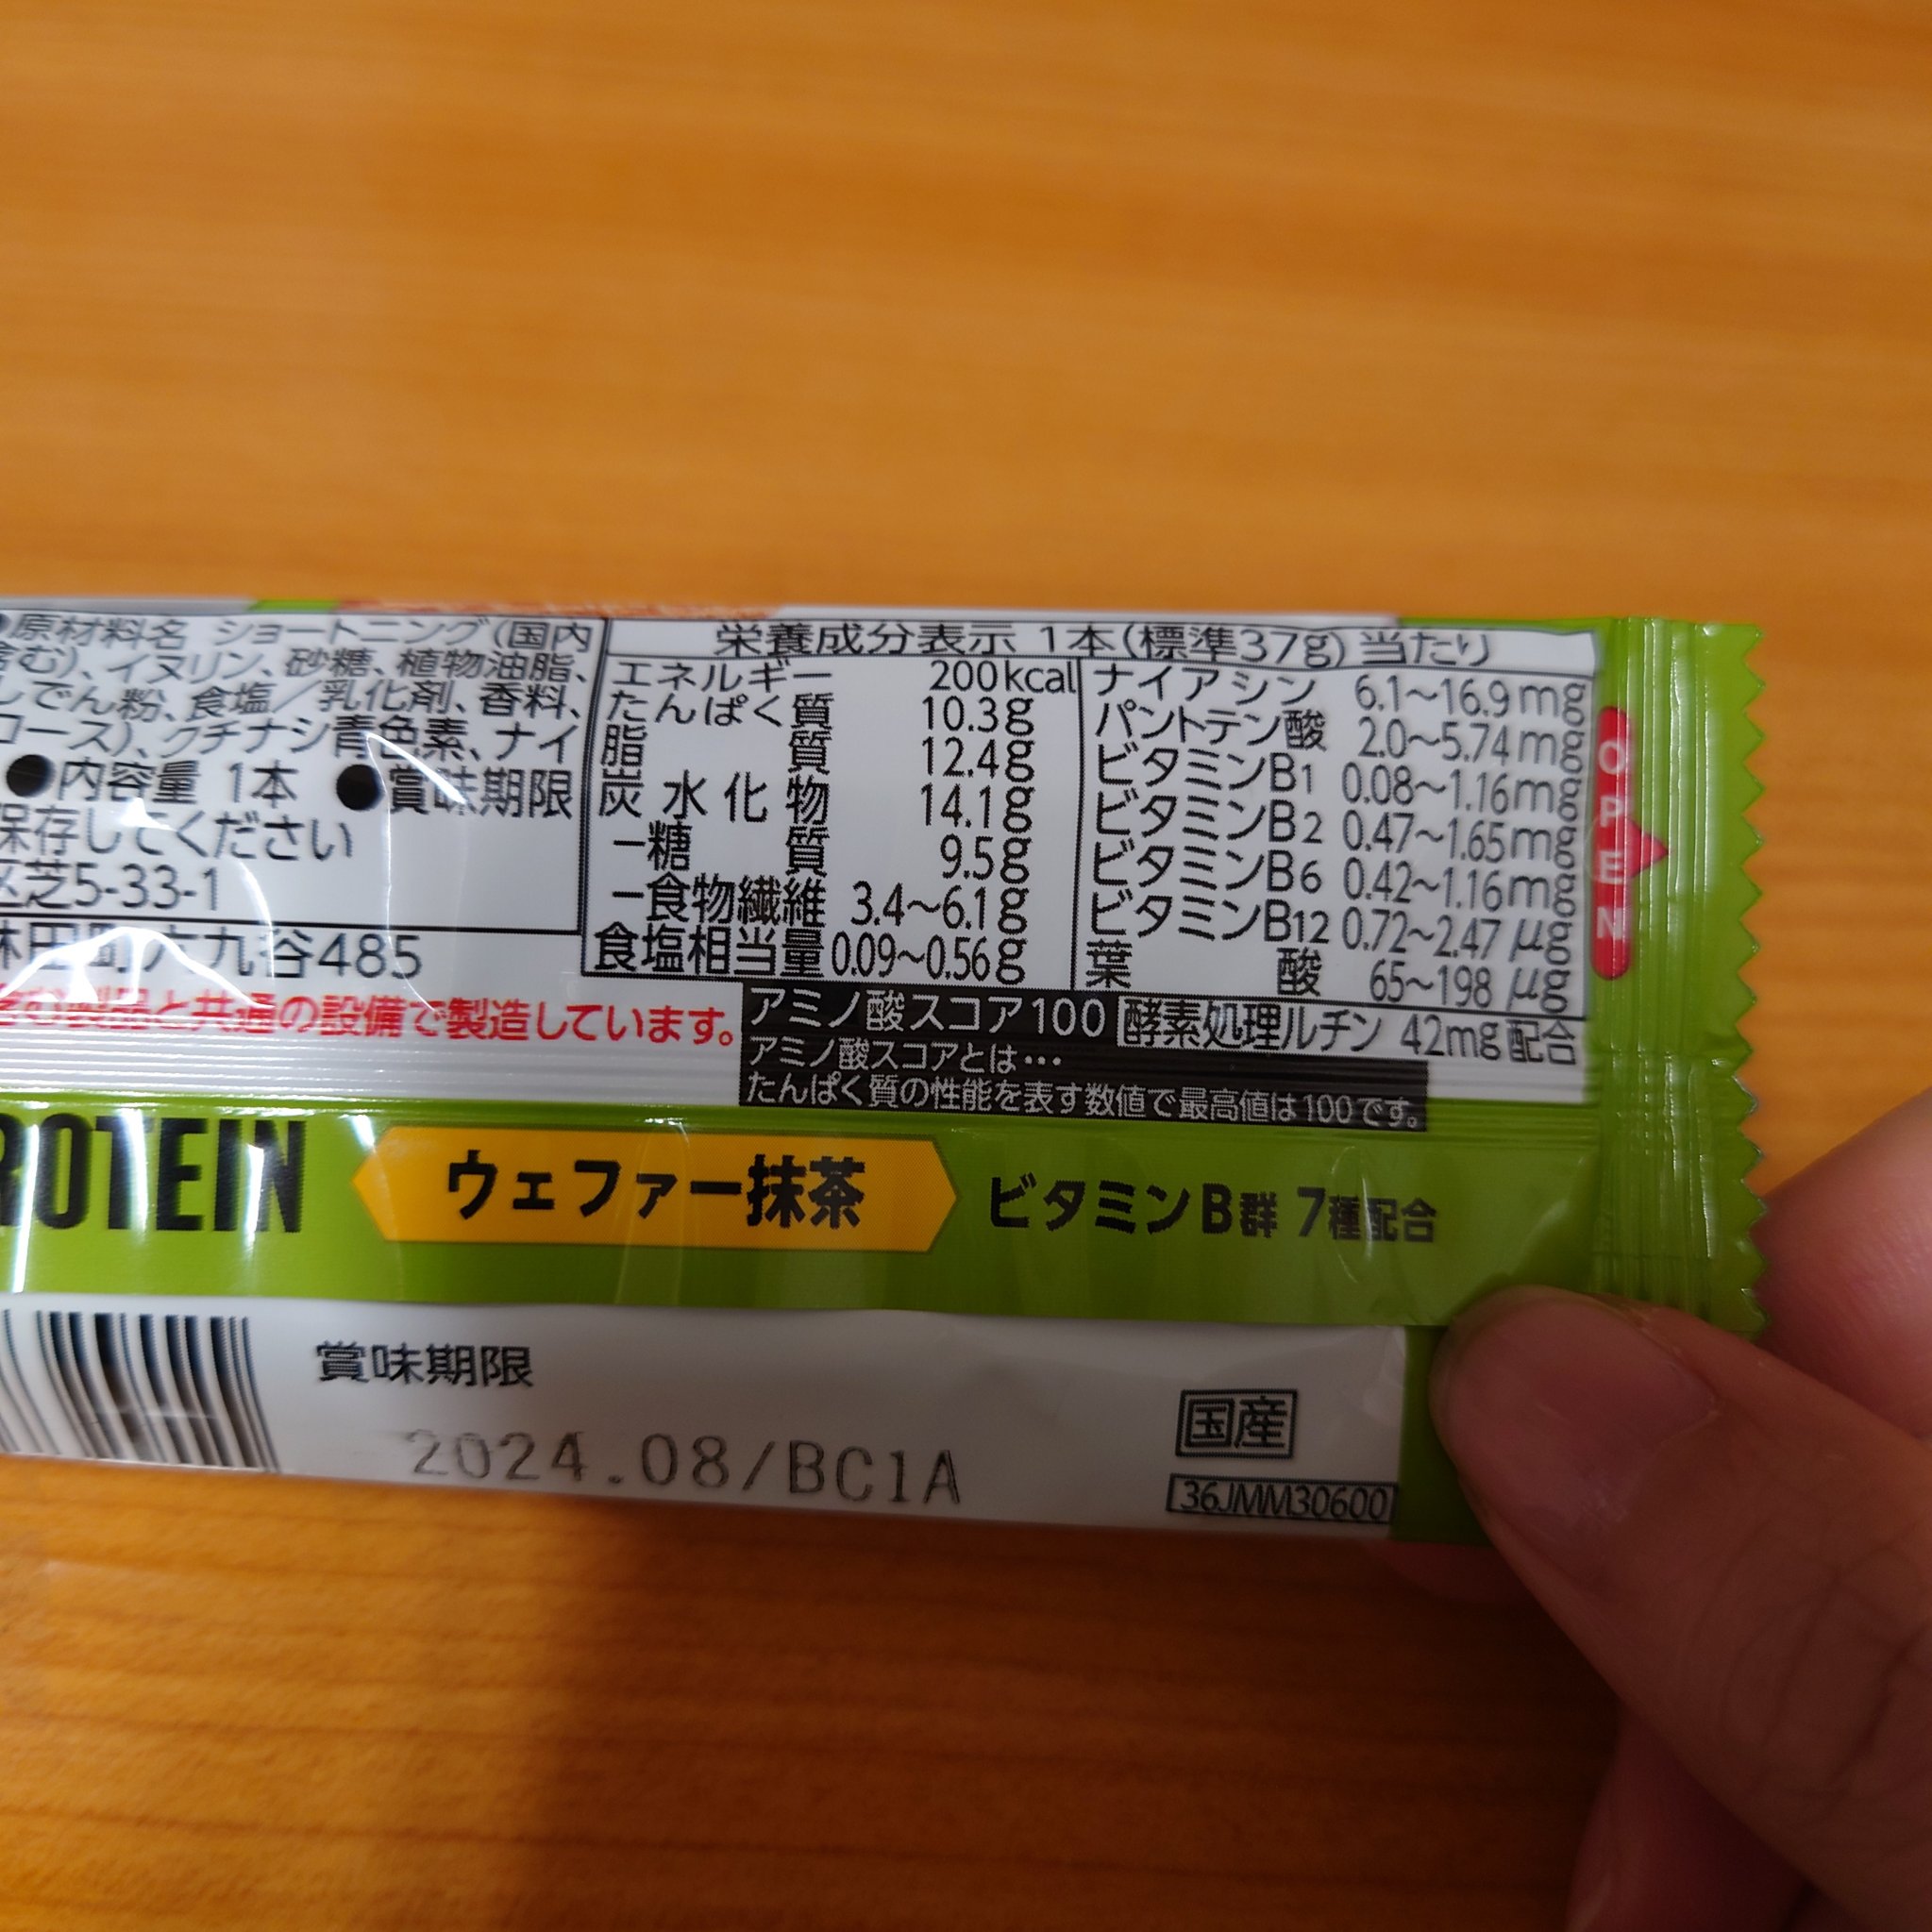 原材料名 ショートニング(国内
含む)、イヌリン、砂糖、植物油脂、
しでん粉、食塩／乳化剤、香料、
コース)、クチナシ青色素、ナイ
●内容量 1本 ●賞味期限
保存してください
区芝5-33-1
林田町六九谷485
含む製品と共通の設備で製造しています。
栄養成分表示 1本(標準37g)当たり
エネルギー 200kcal
たんぱく質 10.3g
脂質 12.4g
炭水化物 14.1g
−糖質 9.5g
−食物繊維 3.4〜6.1g
食塩相当量 0.09〜0.56g
ナイアシン 6.1〜16.9mg
パントテン酸 2.0〜5.74mg
ビタミンB1 0.08〜1.16mg
ビタミンB2 0.47〜1.65mg
ビタミンB6 0.42〜1.16mg
ビタミンB12 0.72〜2.47μg
葉酸 65〜198μg
アミノ酸スコア100
酵素処理ルチン 42mg配合
アミノ酸スコアとは…
たんぱく質の性能を表す数値で最高値は100です。
OPEN
ROTEIN
ウェファー抹茶
ビタミンB群 7種配合
賞味期限
2024.08/BC1A
国産
36JMM30600